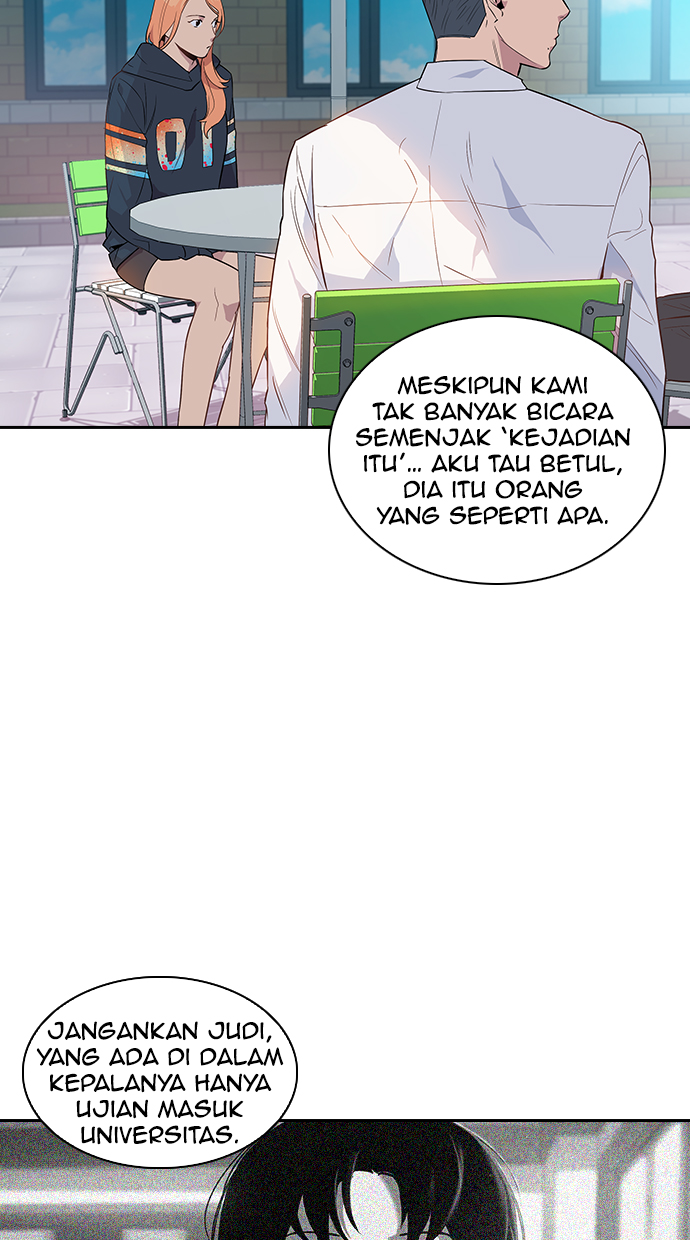 MESKIPUN KAMI
TAK BANYAK BICARA
SEMENJAK ‘KEJADIAN
ITU’... AKU TAU BETUL,
DIA ITU ORANG
YANG SEPERTI APA.
JANGANKAN JUDI,
YANG ADA DI DALAM
KEPALANYA HANYA
UJIAN MASUK
UNIVERSITAS.